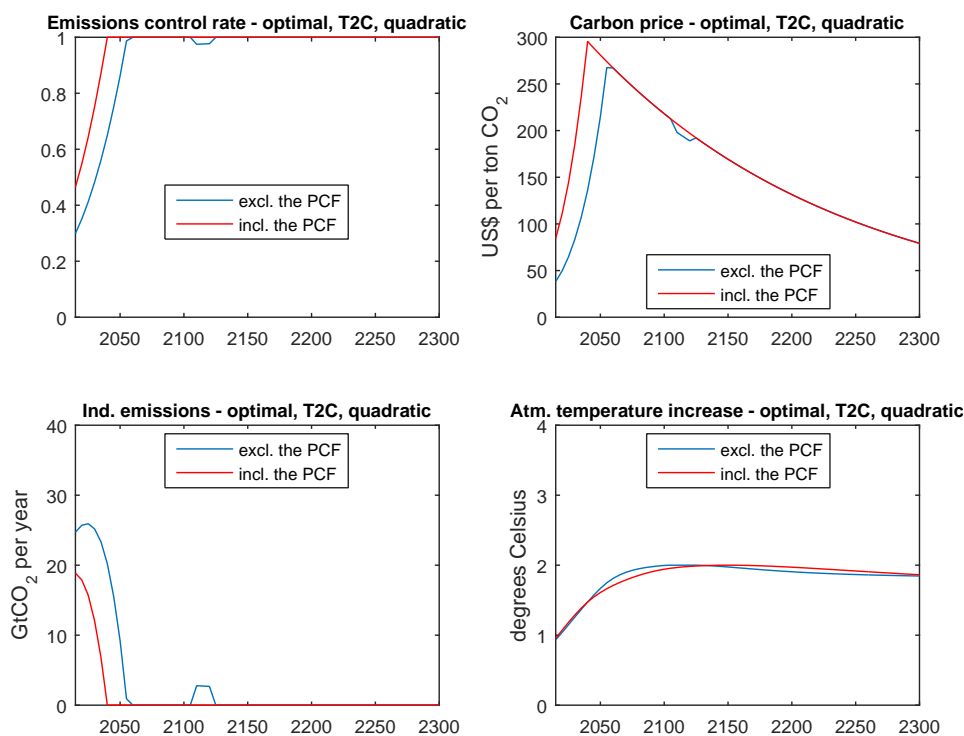 Emissions control rate - optimal, T2C, quadratic
1
0.8
0.6
0.4
0.2
0
excl. the PCF
incl. the PCF
2050 2100 2150 2200 2250 2300
Carbon price - optimal, T2C, quadratic
US$ per ton CO₂
300
250
200
150
100
50
0
excl. the PCF
incl. the PCF
2050 2100 2150 2200 2250 2300
Ind. emissions - optimal, T2C, quadratic
GtCO₂ per year
40
30
20
10
0
excl. the PCF
incl. the PCF
2050 2100 2150 2200 2250 2300
Atm. temperature increase - optimal, T2C, quadratic
degrees Celsius
4
3
2
1
0
excl. the PCF
incl. the PCF
2050 2100 2150 2200 2250 2300